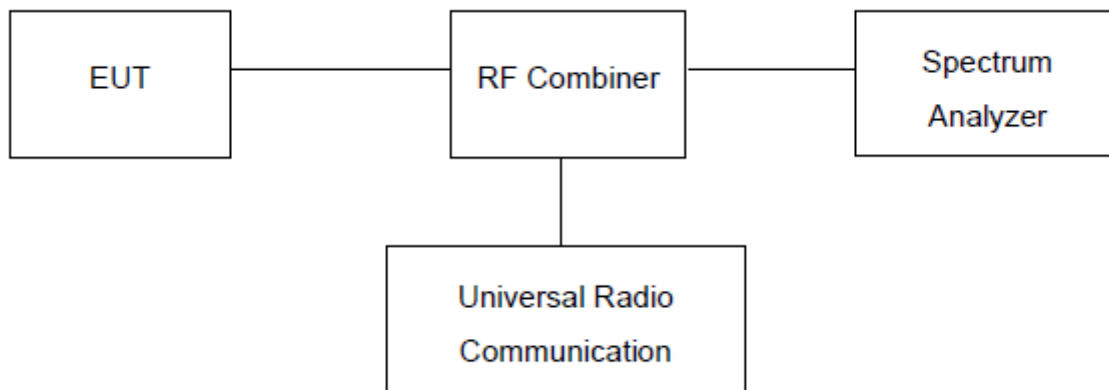 EUT
RF Combiner
Spectrum
Analyzer
Universal Radio
Communication